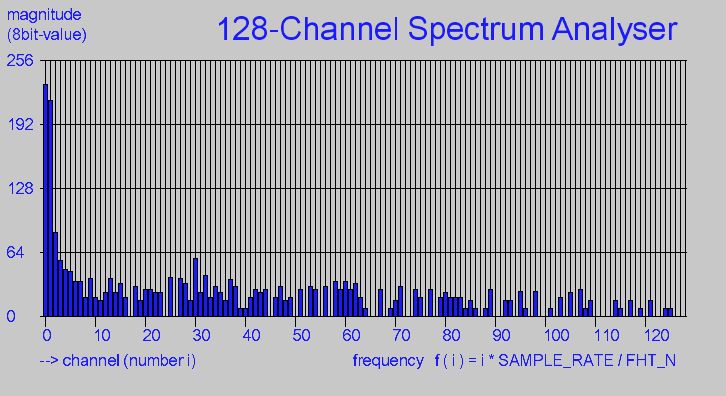 magnitude
(8bit-value)
128-Channel Spectrum Analyser
256
192
128
64
0
0 10 20 30 40 50 60 70 80 90 100 110 120
--> channel (number i)
frequency f ( i ) = i * SAMPLE_RATE / FHT_N